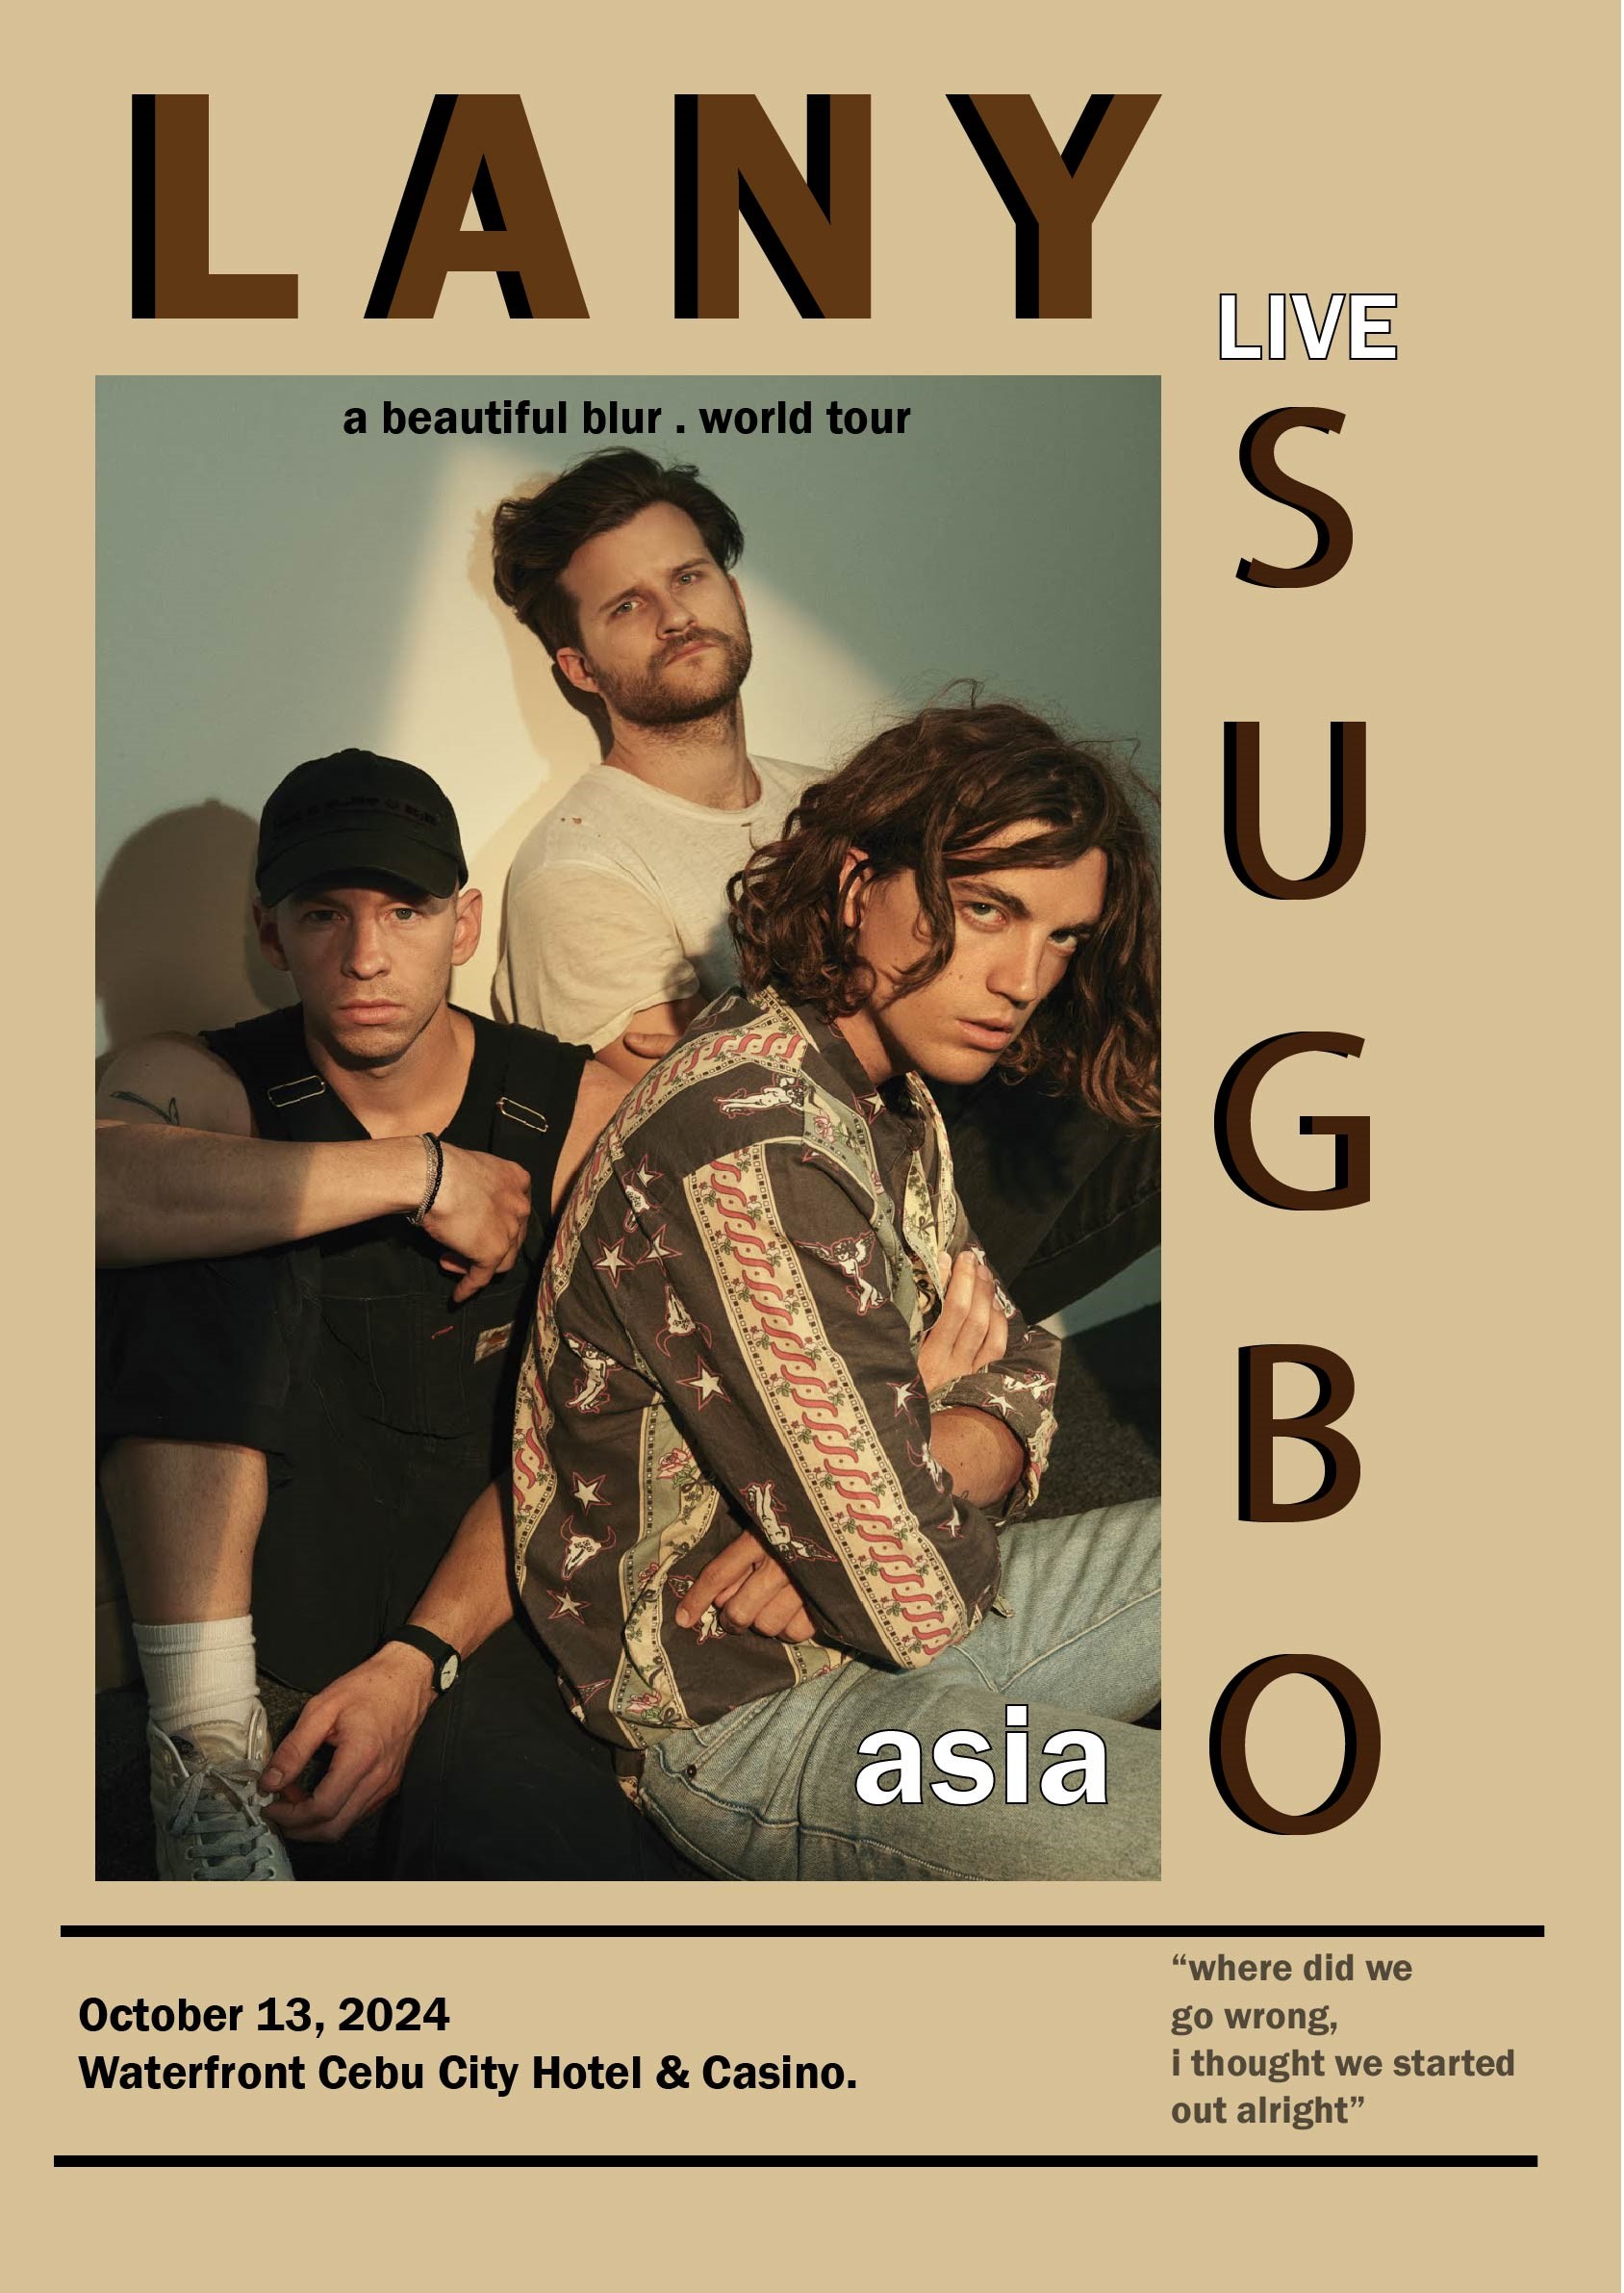 LANY
LIVE
SUGBO
a beautiful blur . world tour
asia
October 13, 2024
Waterfront Cebu City Hotel & Casino.
“where did we
go wrong,
i thought we started
out alright”